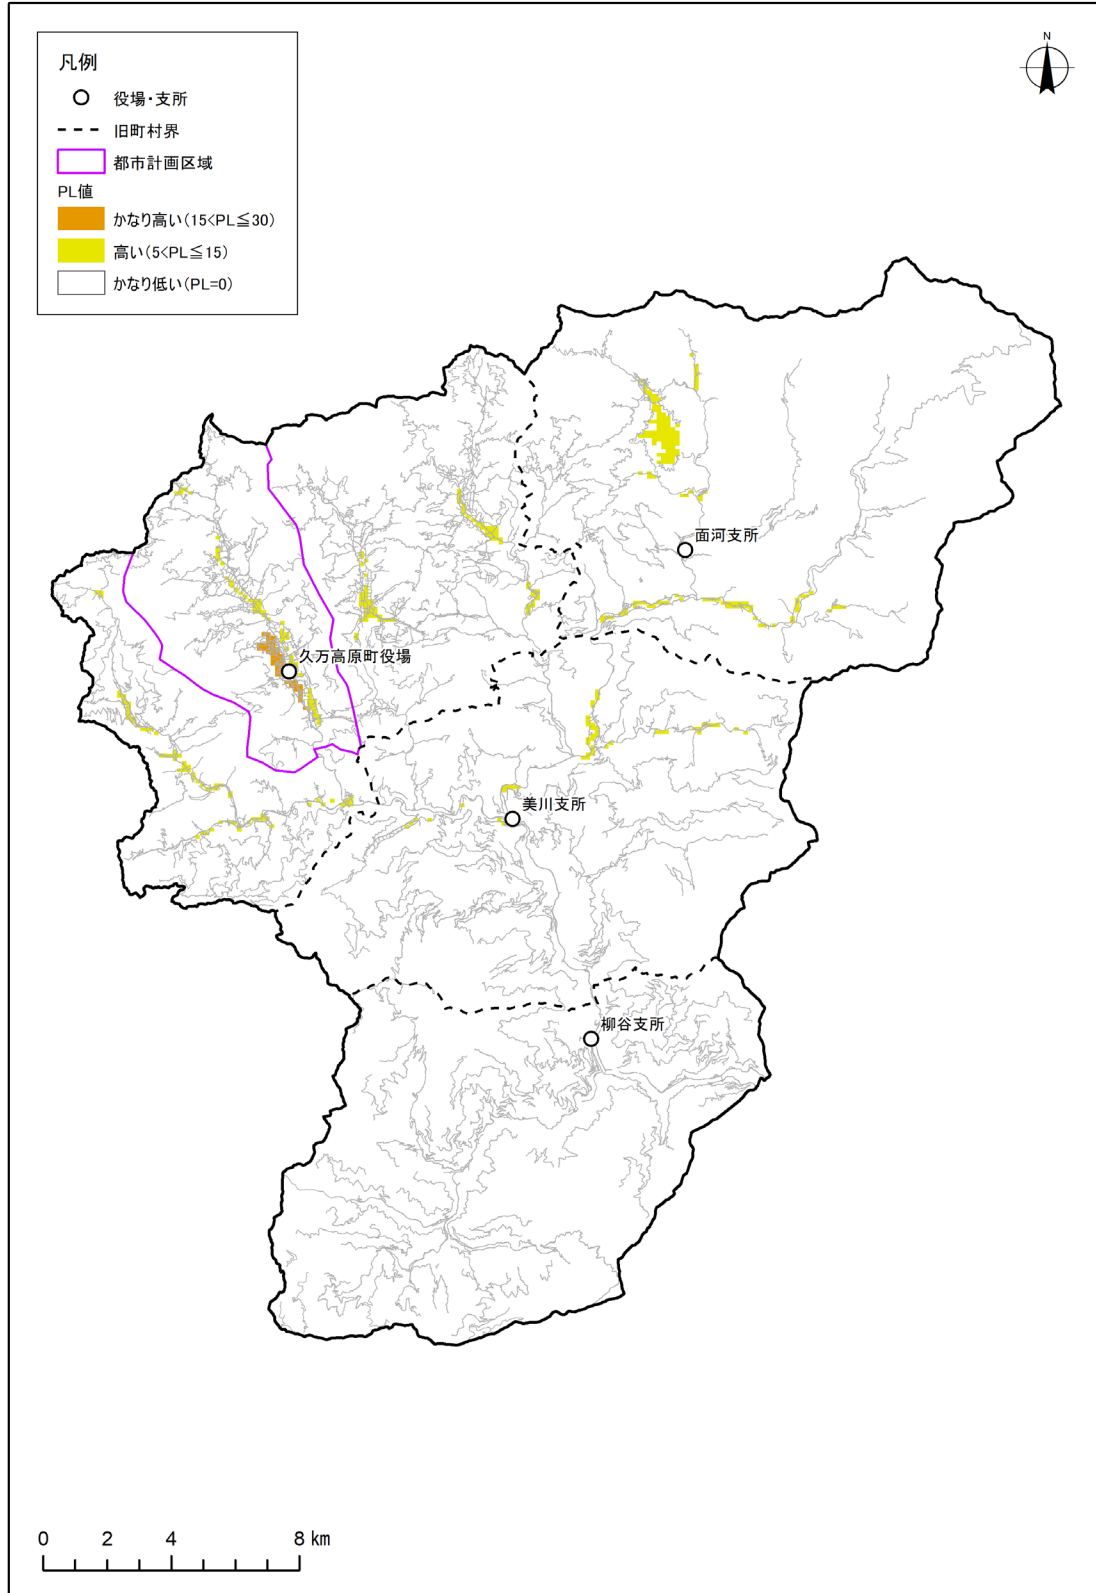 凡例
役場・支所
旧町村界
都市計画区域
PL値
かなり高い(15<PL≦30)
高い(5<PL≦15)
かなり低い(PL=0)
N
面河支所
久万高原町役場
美川支所
柳谷支所
0 2 4 8 km